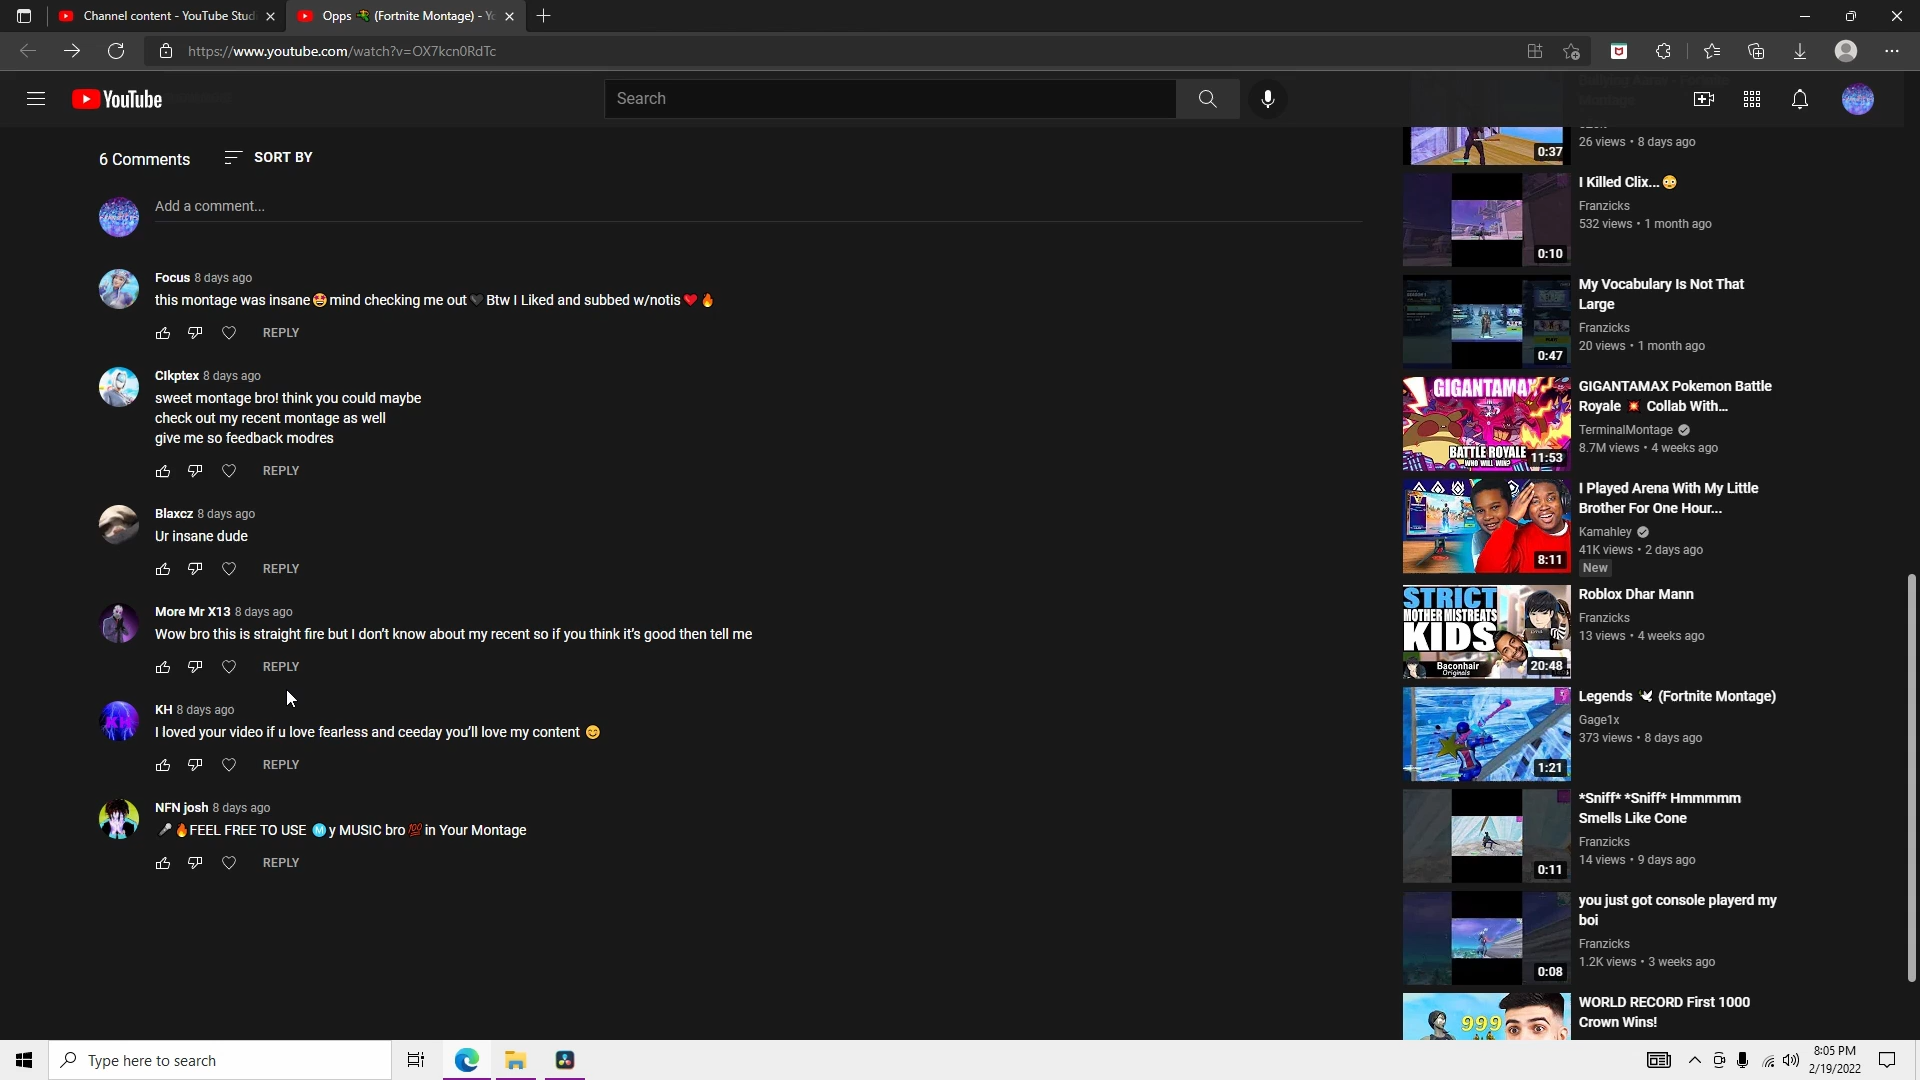 Channel content - YouTube Stud
Opps (Fortnite Montage) - Yo
https://www.youtube.com/watch?v=OX7kcn0RdTc
YouTube
Search
6 Comments
SORT BY
Add a comment...
Focus 8 days ago
this montage was insane🤩mind checking me out🖤Btw I Liked and subbed w/notis❤️🔥
REPLY
Clkptex 8 days ago
sweet montage bro! think you could maybe
check out my recent montage as well
give me so feedback modres
REPLY
Blaxcz 8 days ago
Ur insane dude
REPLY
More Mr X13 8 days ago
Wow bro this is straight fire but I don't know about my recent so if you think it's good then tell me
REPLY
KH 8 days ago
I loved your video if u love fearless and ceeday you'll love my content 😊
REPLY
NFN josh 8 days ago
🎤🔥FEEL FREE TO USE Ⓜ️y MUSIC bro💯in Your Montage
REPLY
0:37
26 views • 8 days ago
I Killed Clix...😳
Franzicks
532 views • 1 month ago
0:10
My Vocabulary Is Not That
Large
Franzicks
20 views • 1 month ago
0:47
GIGANTAMAX
BATTLE ROYALE
WHO WILL WIN?
11:53
GIGANTAMAX Pokemon Battle
Royale 💥 Collab With...
TerminalMontage
8.7M views • 4 weeks ago
8:11
I Played Arena With My Little
Brother For One Hour...
Kamahley
41K views • 2 days ago
New
STRICT
MOTHER MISTREATS
KIDS
Baconhair
Originals
20:48
Roblox Dhar Mann
Franzicks
13 views • 4 weeks ago
Legends 🕊 (Fortnite Montage)
Gage1x
373 views • 8 days ago
1:21
*Sniff* *Sniff* Hmmmmm
Smells Like Cone
Franzicks
14 views • 9 days ago
0:11
you just got console playerd my
boi
Franzicks
1.2K views • 3 weeks ago
0:08
999
WORLD RECORD First 1000
Crown Wins!
Type here to search
8:05 PM
2/19/2022